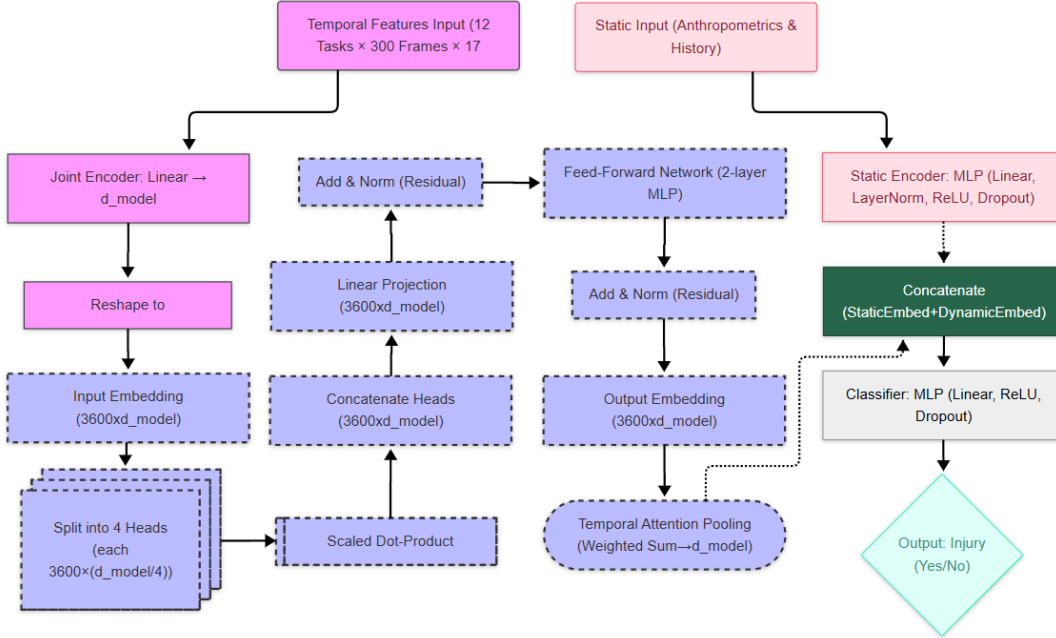 Temporal Features Input (12
Tasks × 300 Frames × 17
Static Input (Anthropometrics &
History)
Joint Encoder: Linear →
d_model
Reshape to
Input Embedding
(3600xd_model)
Split into 4 Heads
(each
3600×(d_model/4))
Scaled Dot-Product
Concatenate Heads
(3600xd_model)
Linear Projection
(3600xd_model)
Add & Norm (Residual)
Feed-Forward Network (2-layer
MLP)
Add & Norm (Residual)
Output Embedding
(3600xd_model)
Temporal Attention Pooling
(Weighted Sum→d_model)
Static Encoder: MLP (Linear,
LayerNorm, ReLU, Dropout)
Concatenate
(StaticEmbed+DynamicEmbed)
Classifier: MLP (Linear, ReLU,
Dropout)
Output: Injury
(Yes/No)